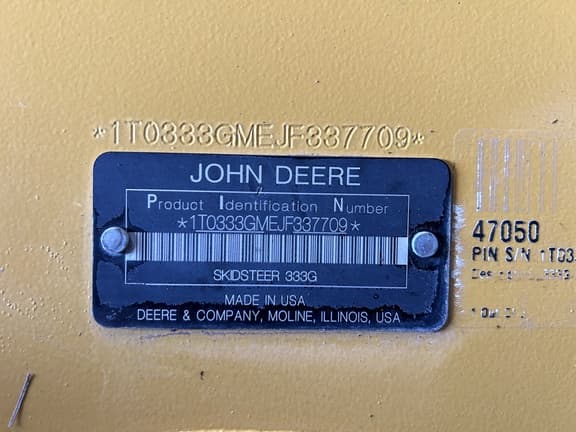 *1T0333GMEJF337709*
JOHN DEERE
Product Identification Number
*1T0333GMEJF337709*
SKIDSTEER 333G
MADE IN USA
DEERE & COMPANY, MOLINE, ILLINOIS, USA
47050
PIN S/N 1T03